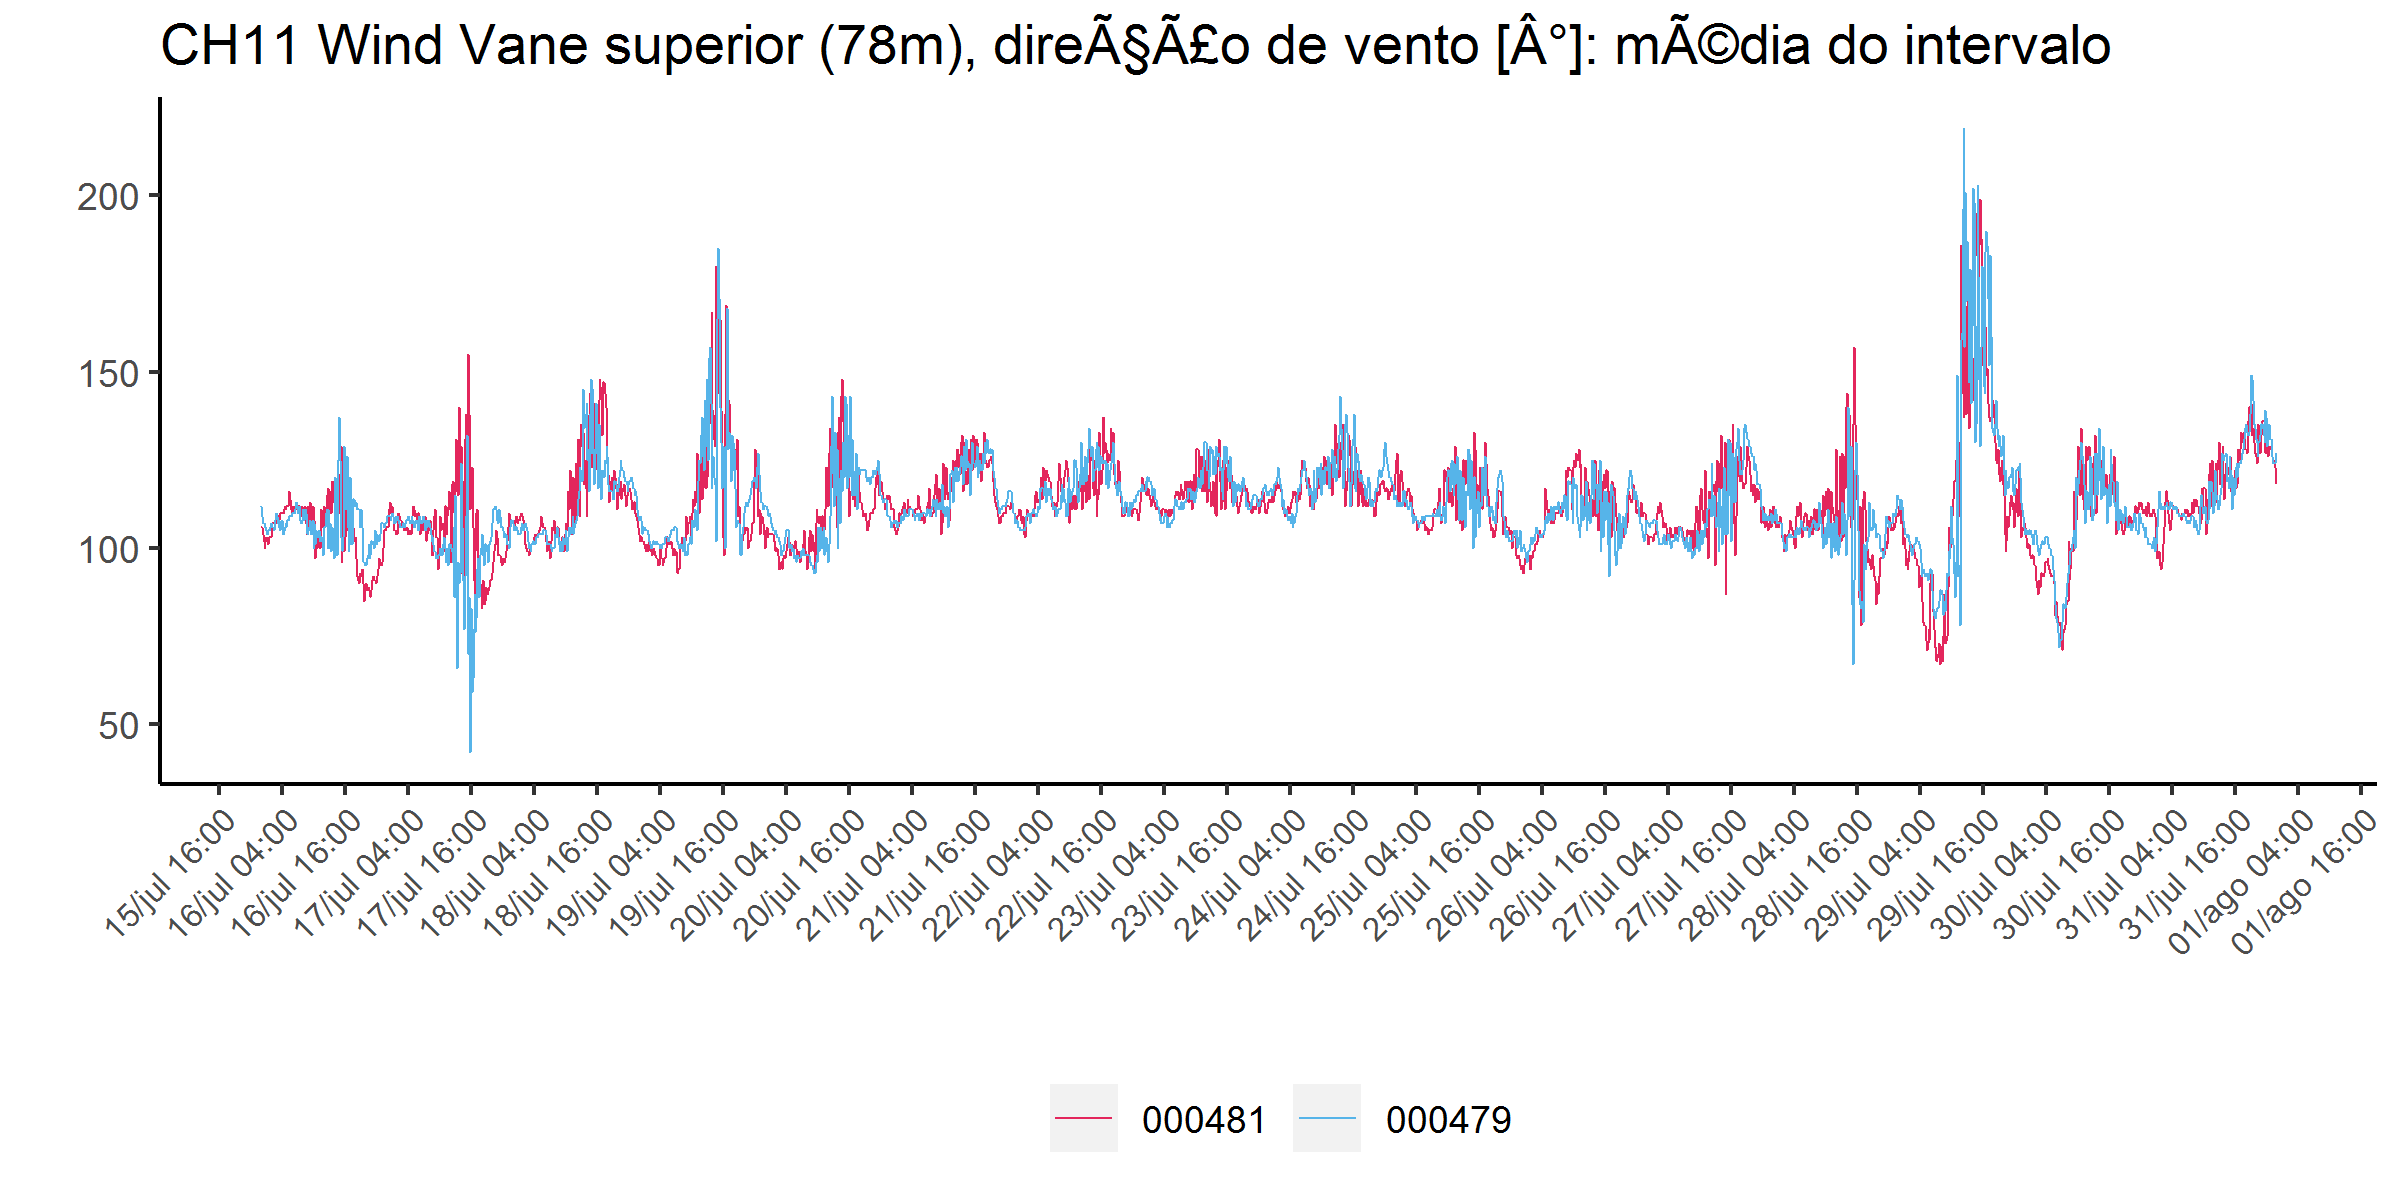 CH11 Wind Vane superior (78m), direÃ§Ã£o de vento [Â°]: mÃ©dia do intervalo
200
150
100
50
15/jul 16:00
16/jul 04:00
16/jul 16:00
17/jul 04:00
17/jul 16:00
18/jul 04:00
18/jul 16:00
19/jul 04:00
19/jul 16:00
20/jul 04:00
20/jul 16:00
21/jul 04:00
21/jul 16:00
22/jul 04:00
22/jul 16:00
23/jul 04:00
23/jul 16:00
24/jul 04:00
24/jul 16:00
25/jul 04:00
25/jul 16:00
26/jul 04:00
26/jul 16:00
27/jul 04:00
27/jul 16:00
28/jul 04:00
28/jul 16:00
29/jul 04:00
29/jul 16:00
30/jul 04:00
30/jul 16:00
31/jul 04:00
31/jul 16:00
01/ago 04:00
01/ago 16:00
000481
000479